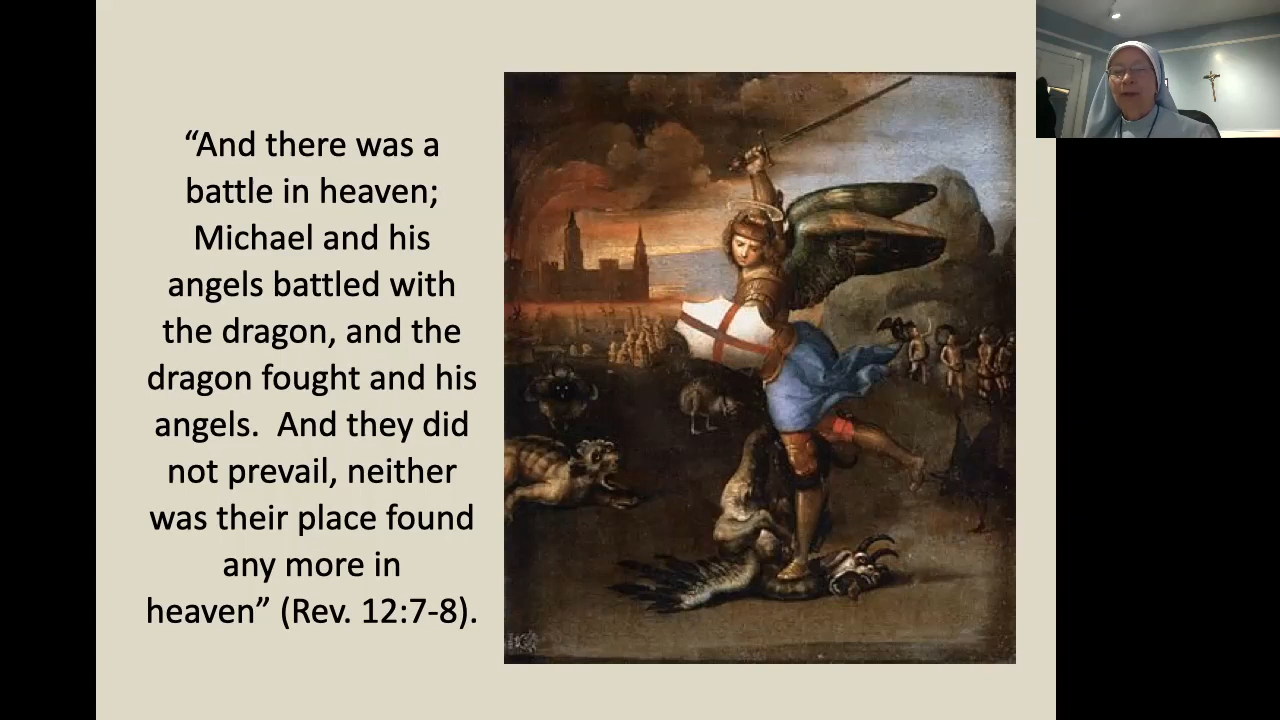 “And there was a
battle in heaven;
Michael and his
angels battled with
the dragon, and the
dragon fought and his
angels.  And they did
not prevail, neither
was their place found
any more in
heaven” (Rev. 12:7-8).